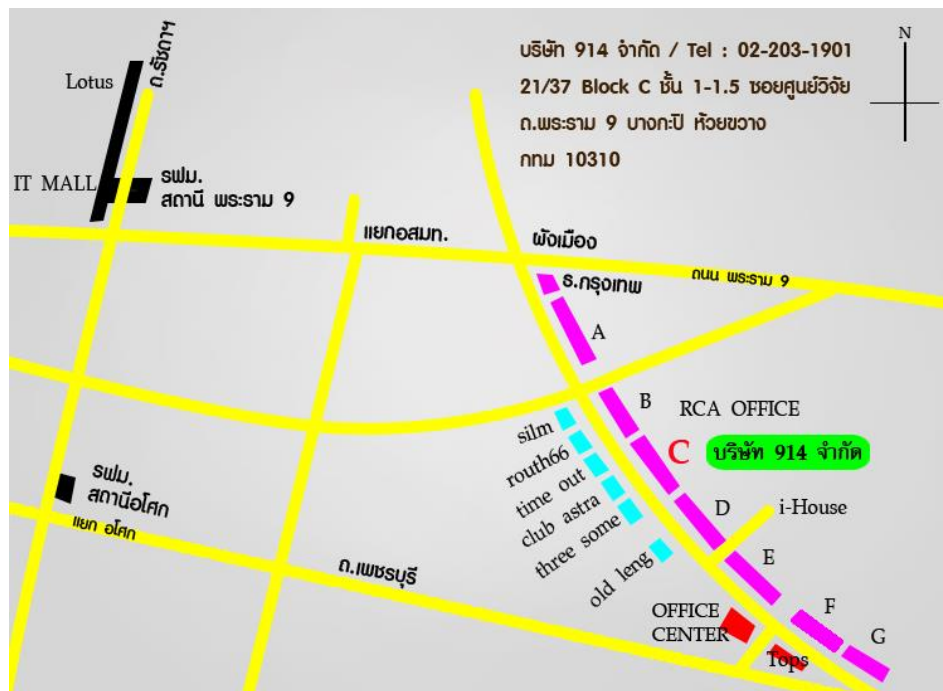 บริษัท 914 จำกัด / Tel : 02-203-1901
21/37 Block C ชั้น 1-1.5 ซอยศูนย์วิจัย
ถ.พระราม 9 บางกะปิ ห้วยขวาง
กทม 10310
N
Lotus
ถ.รัชดาฯ
IT MALL
รฟม.
สถานี พระราม 9
แยกอสมท.
ผังเมือง
ถนน พระราม 9
ธ.กรุงเทพ
A
B
RCA OFFICE
C
บริษัท 914 จำกัด
silm
routh66
time out
club astra
three some
old leng
D
i-House
E
รฟม.
สถานีอโศก
แยก อโศก
ถ.เพชรบุรี
OFFICE
CENTER
F
G
Tops